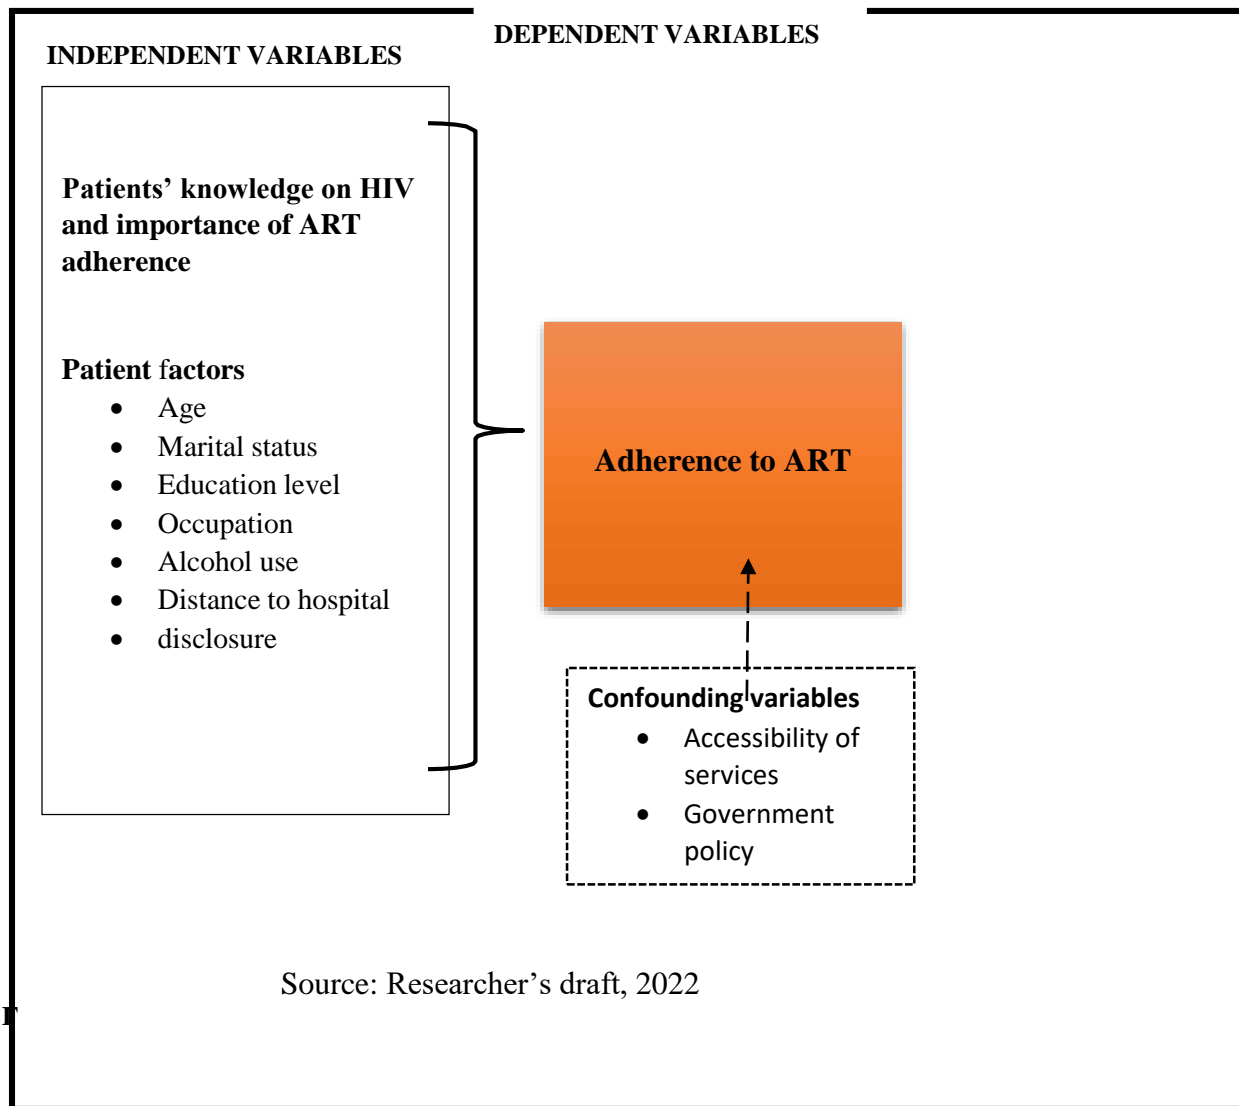 DEPENDENT VARIABLES
INDEPENDENT VARIABLES
Patients’ knowledge on HIV
and importance of ART
adherence
Patient factors
• Age
• Marital status
• Education level
• Occupation
• Alcohol use
• Distance to hospital
• disclosure
Adherence to ART
Confounding variables
• Accessibility of
services
• Government
policy
Source: Researcher’s draft, 2022